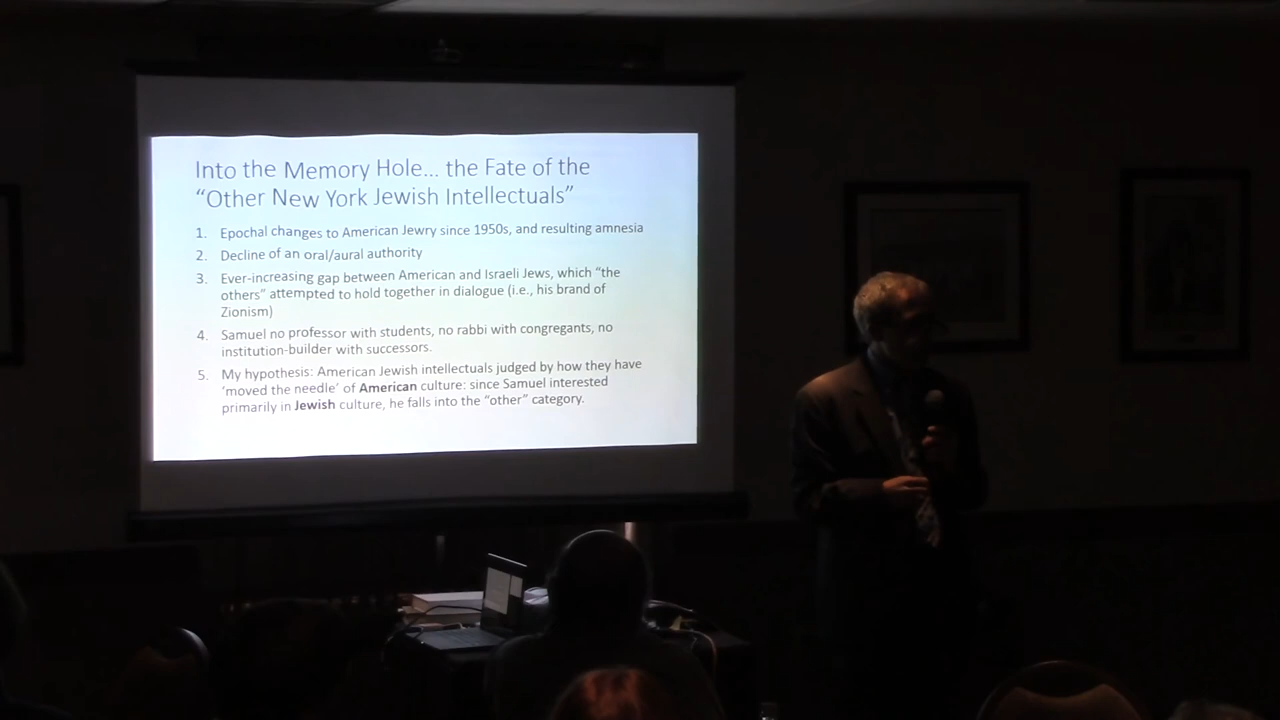 Into the Memory Hole... the Fate of the
“Other New York Jewish Intellectuals”
1. Epochal changes to American Jewry since 1950s, and resulting amnesia
2. Decline of an oral/aural authority
3. Ever-increasing gap between American and Israeli Jews, which “the
others” attempted to hold together in dialogue (i.e., his brand of
Zionism)
4. Samuel no professor with students, no rabbi with congregants, no
institution-builder with successors.
5. My hypothesis: American Jewish intellectuals judged by how they have
‘moved the needle’ of American culture: since Samuel interested
primarily in Jewish culture, he falls into the “other” category.